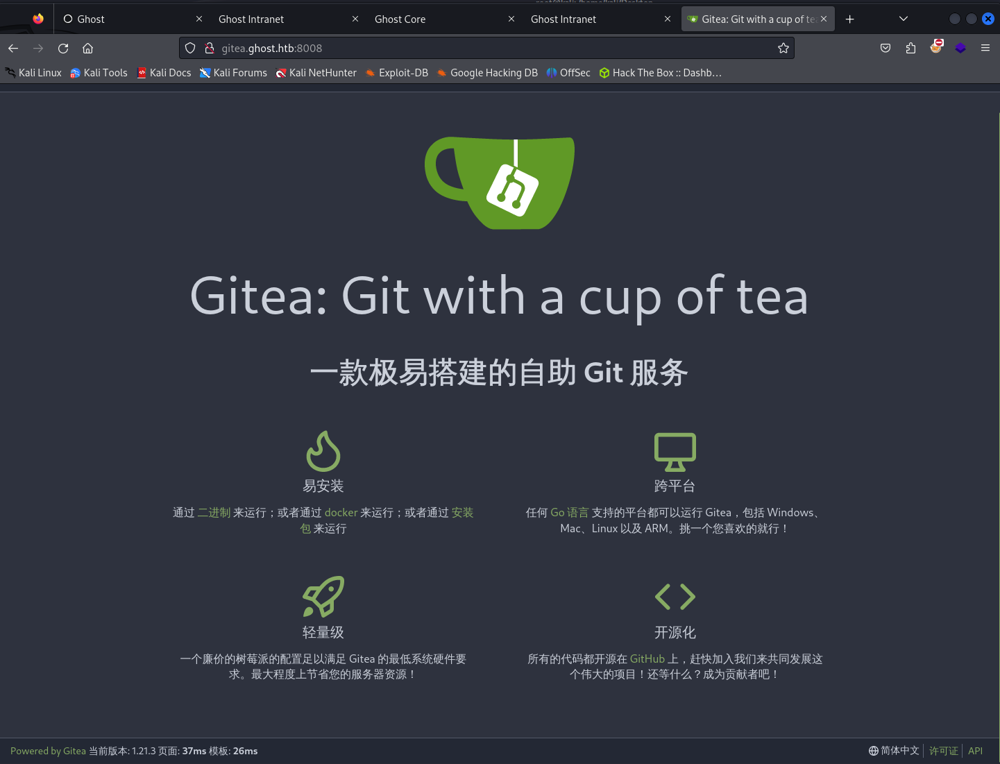 Ghost
Ghost Intranet
Ghost Core
Ghost Intranet
Gitea: Git with a cup of tea
gitea.ghost.htb:8008
Kali Linux Kali Tools Kali Docs Kali Forums Kali NetHunter Exploit-DB Google Hacking DB OffSec Hack The Box :: Dashb…
Gitea: Git with a cup of tea
一款极易搭建的自助 Git 服务
易安装
通过 二进制 来运行；或者通过 docker 来运行；或者通过 安装
包 来运行
跨平台
任何 Go 语言 支持的平台都可以运行 Gitea，包括 Windows、
Mac、Linux 以及 ARM。挑一个您喜欢的就行！
轻量级
一个廉价的树莓派的配置足以满足 Gitea 的最低系统硬件要
求。最大程度上节省您的服务器资源！
开源化
所有的代码都开源在 GitHub 上，赶快加入我们来共同发展这
个伟大的项目！还等什么？成为贡献者吧！
Powered by Gitea 当前版本: 1.21.3 页面: 37ms 模板: 26ms
简体中文 许可证 API